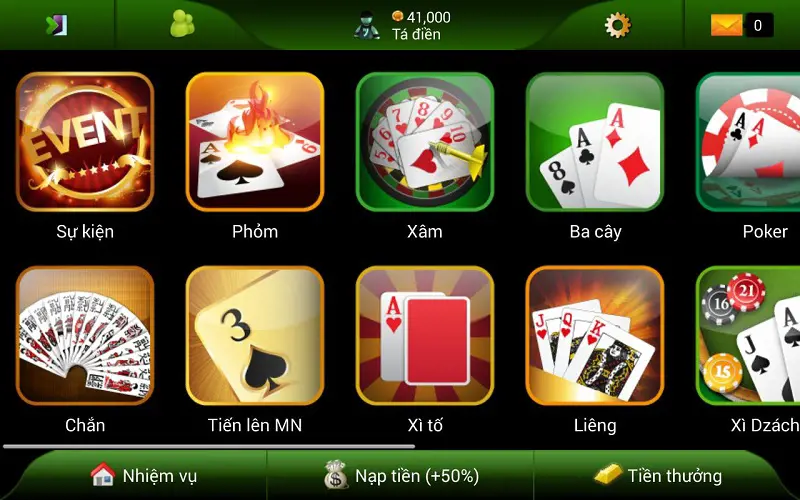 41,000
Tá điền
0
EVENT
Sự kiện
Phỏm
Xâm
Ba cây
Poker
Chắn
Tiến lên MN
Xì tố
Liêng
Xì Dzách
Nhiệm vụ
Nạp tiền (+50%)
Tiền thưởng